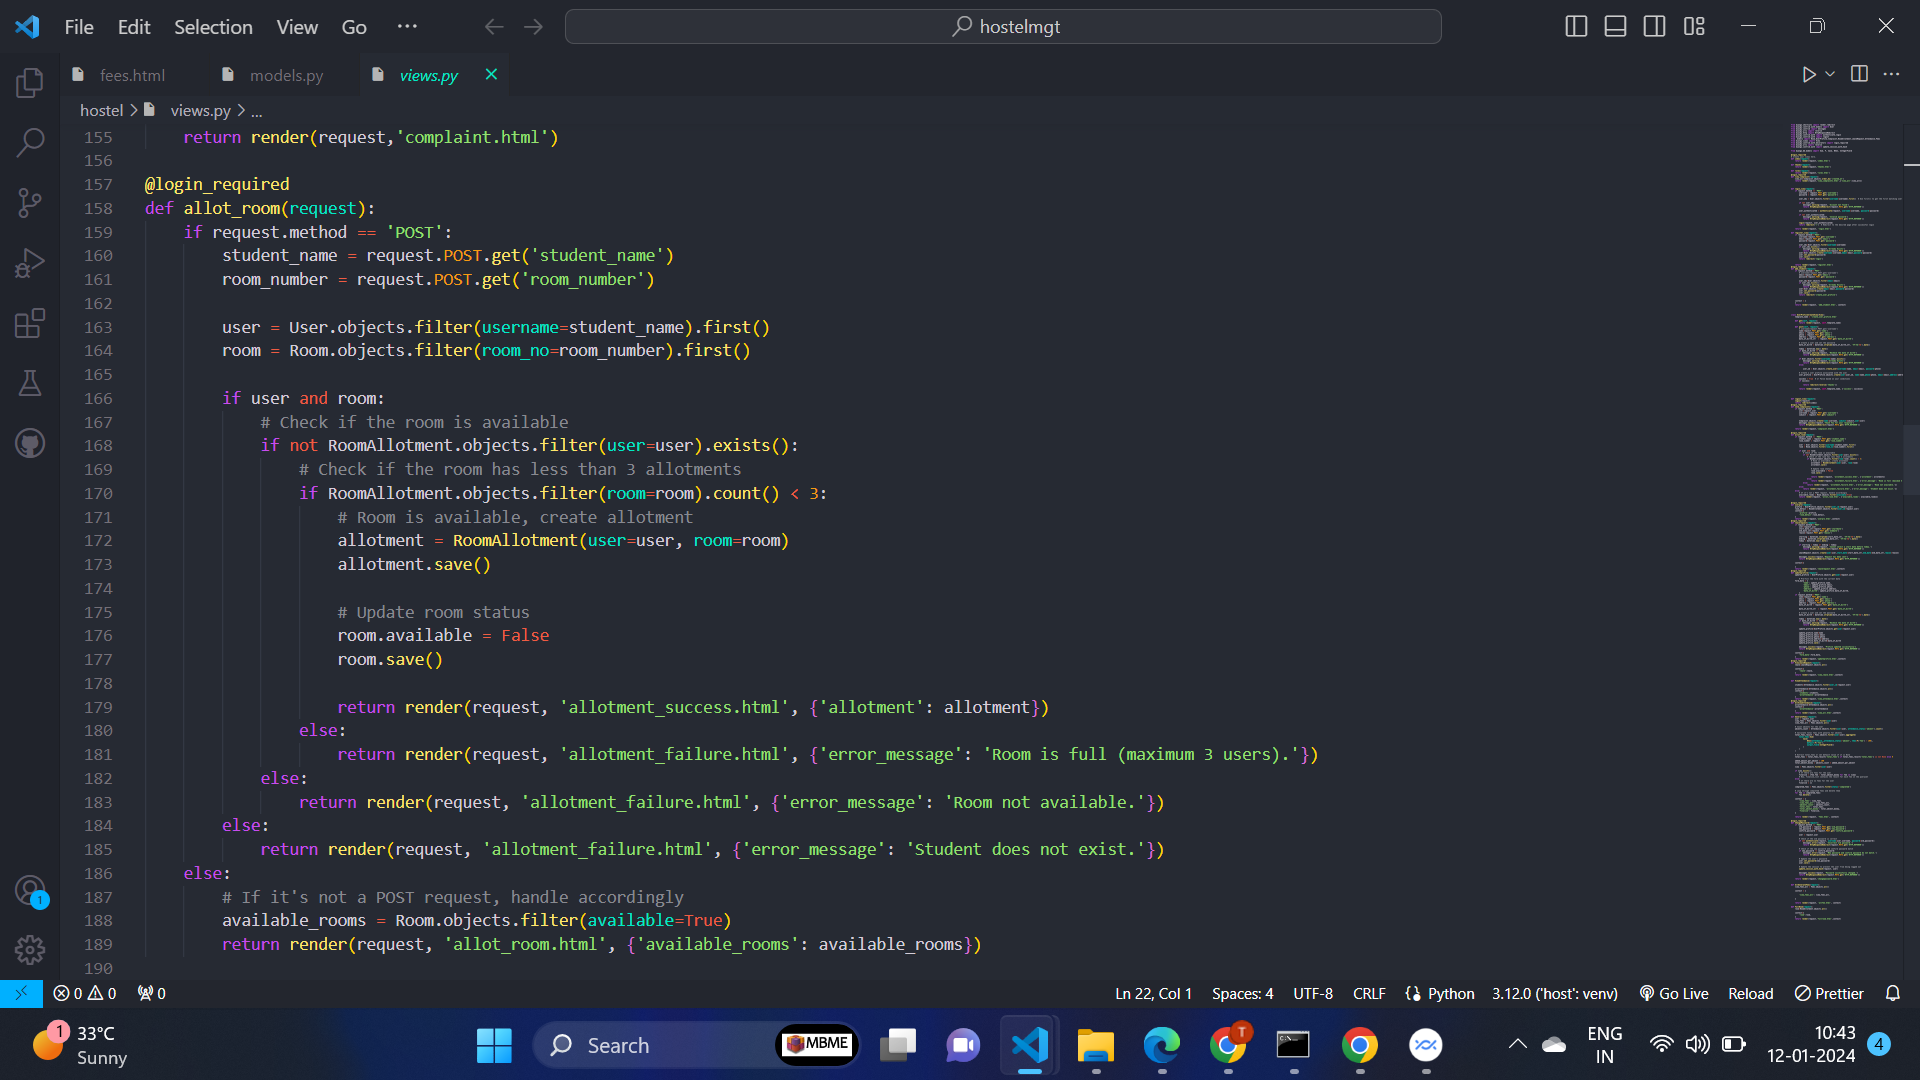 File Edit Selection View Go ···
hostelmgt
fees.html models.py views.py
hostel > views.py > ...
155 return render(request,'complaint.html')
156
157 @login_required
158 def allot_room(request):
159 if request.method == 'POST':
160 student_name = request.POST.get('student_name')
161 room_number = request.POST.get('room_number')
162
163 user = User.objects.filter(username=student_name).first()
164 room = Room.objects.filter(room_no=room_number).first()
165
166 if user and room:
167 # Check if the room is available
168 if not RoomAllotment.objects.filter(user=user).exists():
169 # Check if the room has less than 3 allotments
170 if RoomAllotment.objects.filter(room=room).count() < 3:
171 # Room is available, create allotment
172 allotment = RoomAllotment(user=user, room=room)
173 allotment.save()
174
175 # Update room status
176 room.available = False
177 room.save()
178
179 return render(request, 'allotment_success.html', {'allotment': allotment})
180 else:
181 return render(request, 'allotment_failure.html', {'error_message': 'Room is full (maximum 3 users).'})
182 else:
183 return render(request, 'allotment_failure.html', {'error_message': 'Room not available.'})
184 else:
185 return render(request, 'allotment_failure.html', {'error_message': 'Student does not exist.'})
186 else:
187 # If it's not a POST request, handle accordingly
188 available_rooms = Room.objects.filter(available=True)
189 return render(request, 'allot_room.html', {'available_rooms': available_rooms})
190
1
0 0 0 Ln 22, Col 1 Spaces: 4 UTF-8 CRLF Python 3.12.0 ('host': venv) Go Live Reload Prettier
1 33°C
Sunny
Search MBME T
ENG
IN
10:43
12-01-2024 4